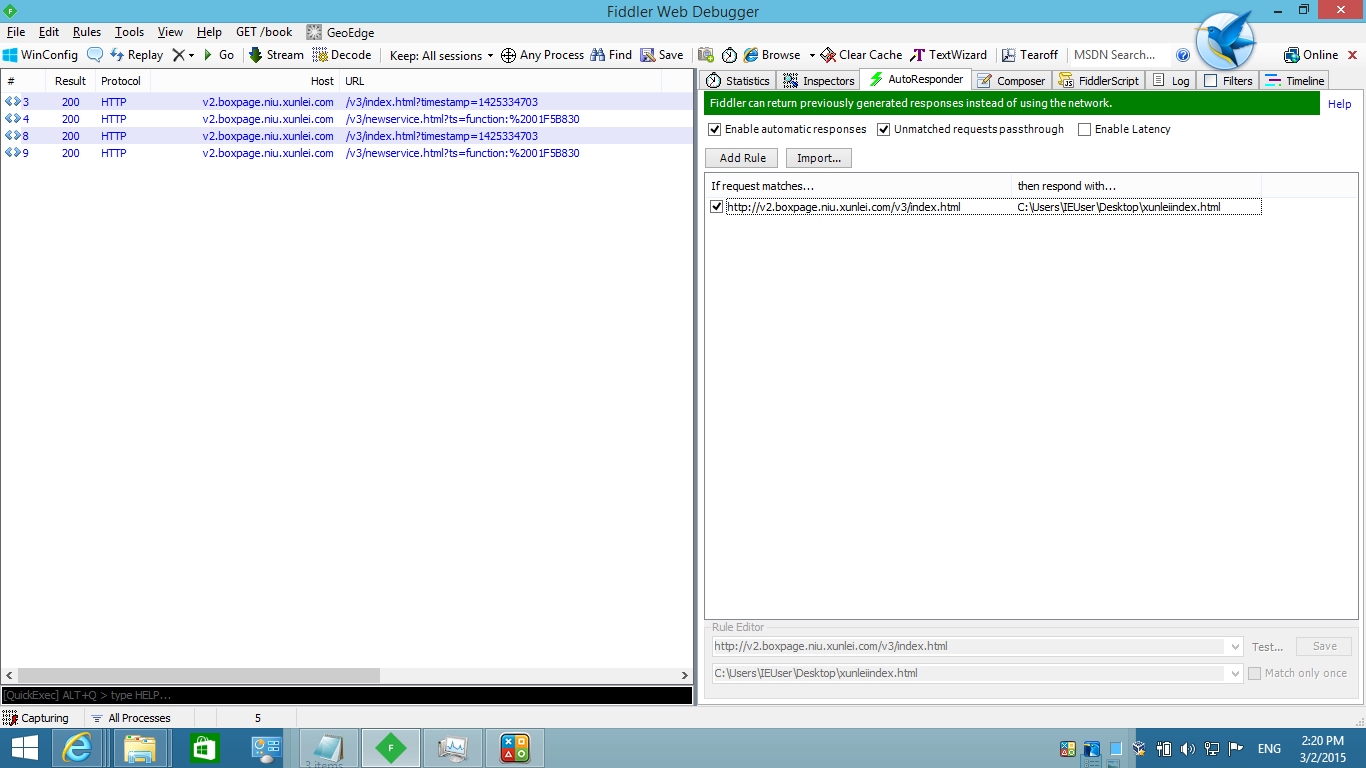 Fiddler Web Debugger
File Edit Rules Tools View Help GET /book GeoEdge
WinConfig Replay Go Stream Decode Keep: All sessions Any Process Find Save Browse Clear Cache TextWizard Tearoff MSDN Search... Online
# Result Protocol Host URL
3 200 HTTP v2.boxpage.niu.xunlei.com /v3/index.html?timestamp=1425334703
4 200 HTTP v2.boxpage.niu.xunlei.com /v3/newservice.html?ts=function:%2001F5B830
8 200 HTTP v2.boxpage.niu.xunlei.com /v3/index.html?timestamp=1425334703
9 200 HTTP v2.boxpage.niu.xunlei.com /v3/newservice.html?ts=function:%2001F5B830
[QuickExec] ALT+Q > type HELP...
Statistics Inspectors AutoResponder Composer FiddlerScript Log Filters Timeline
Fiddler can return previously generated responses instead of using the network. Help
Enable automatic responses Unmatched requests passthrough Enable Latency
Add Rule Import...
If request matches... then respond with...
http://v2.boxpage.niu.xunlei.com/v3/index.html C:\Users\IEUser\Desktop\xunleiindex.html
Rule Editor
http://v2.boxpage.niu.xunlei.com/v3/index.html Test... Save
C:\Users\IEUser\Desktop\xunleiindex.html Match only once
Capturing All Processes 5
3 items
ENG
2:20 PM
3/2/2015